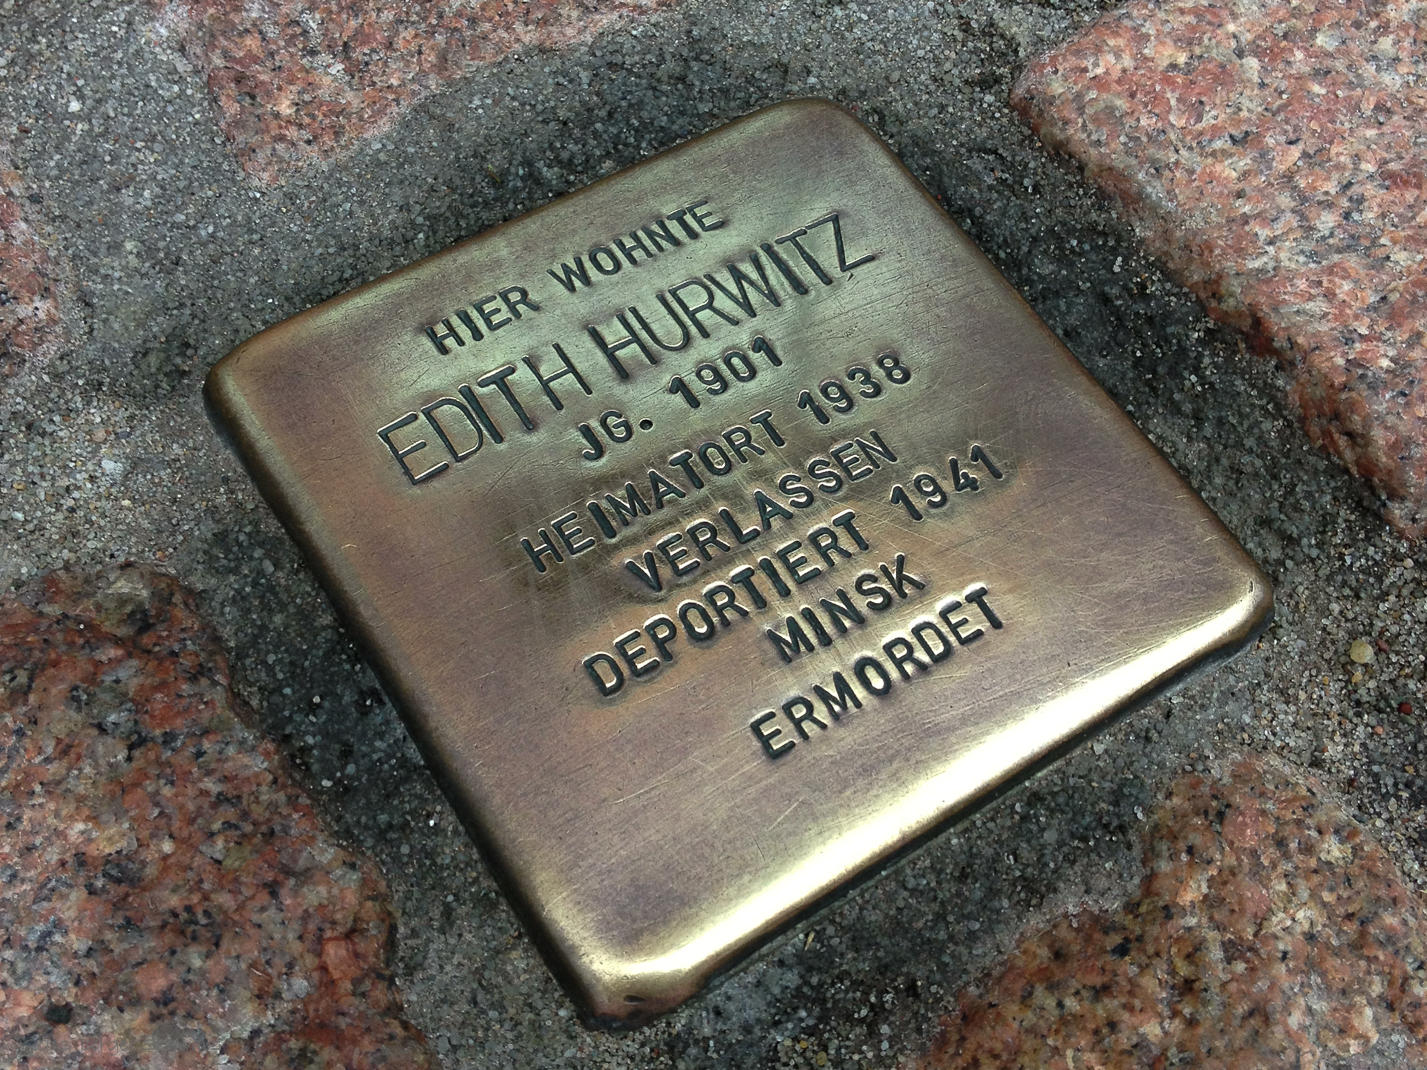 HIER WOHNTE
EDITH HURWITZ
JG. 1901
HEIMATORT 1938
VERLASSEN
DEPORTIERT 1941
MINSK
ERMORDET